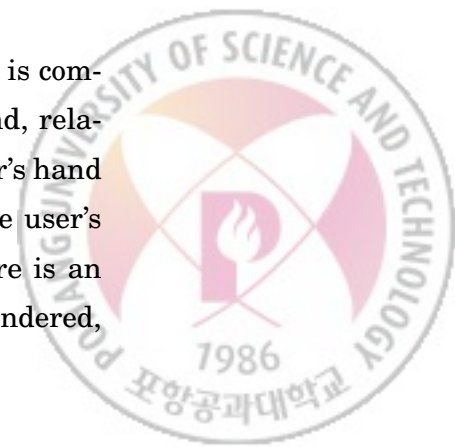 is com-
nd, rela-
r's hand
e user's
re is an
ndered,
POHANG UNIVERSITY OF SCIENCE AND TECHNOLOGY
1986
포항공과대학교